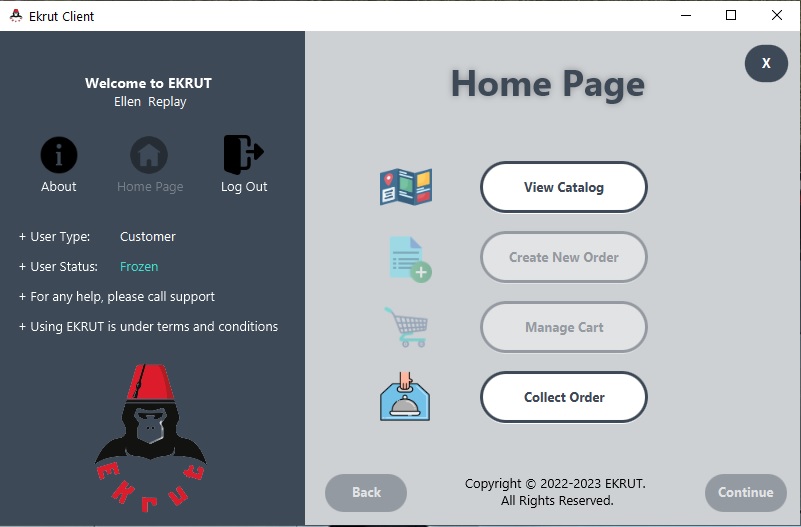 Ekrut Client
Welcome to EKRUT
Ellen Replay
About
Home Page
Log Out
+ User Type: Customer
+ User Status: Frozen
+ For any help, please call support
+ Using EKRUT is under terms and conditions
Ekrut
Home Page
X
View Catalog
Create New Order
Manage Cart
Collect Order
Back
Copyright © 2022-2023 EKRUT.
All Rights Reserved.
Continue